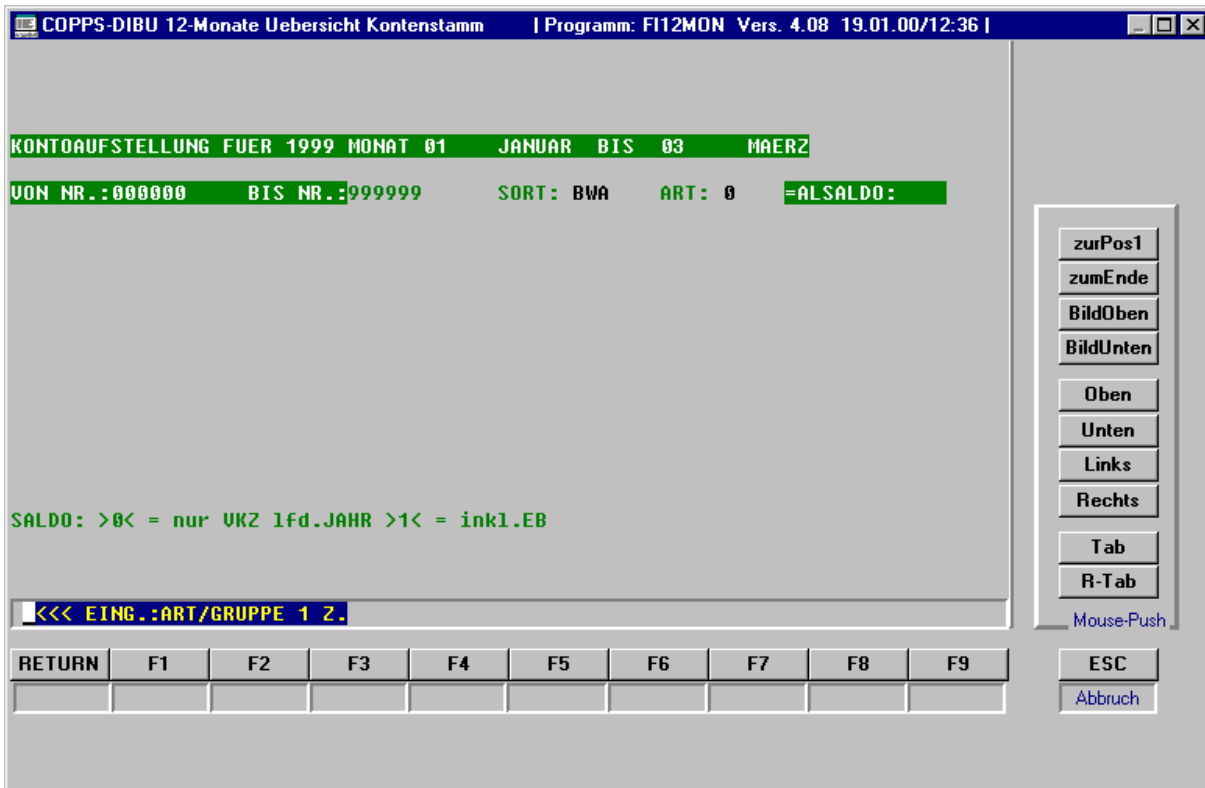 COPPS-DIBU 12-Monate Uebersicht Kontenstamm | Programm: FI12MON Vers. 4.08 19.01.00/12:36 |
KONTOAUFSTELLUNG FUER 1999 MONAT 01 JANUAR BIS 03 MAERZ
VON NR.:000000 BIS NR.:999999 SORT: BWA ART: 0 =ALSALDO:
zurPos1
zumEnde
BildOben
BildUnten
Oben
Unten
Links
Rechts
Tab
R-Tab
Mouse-Push
SALDO: >0< = nur VKZ lfd.JAHR >1< = inkl.EB
<<< EING.:ART/GRUPPE 1 Z.
RETURN F1 F2 F3 F4 F5 F6 F7 F8 F9 ESC
Abbruch